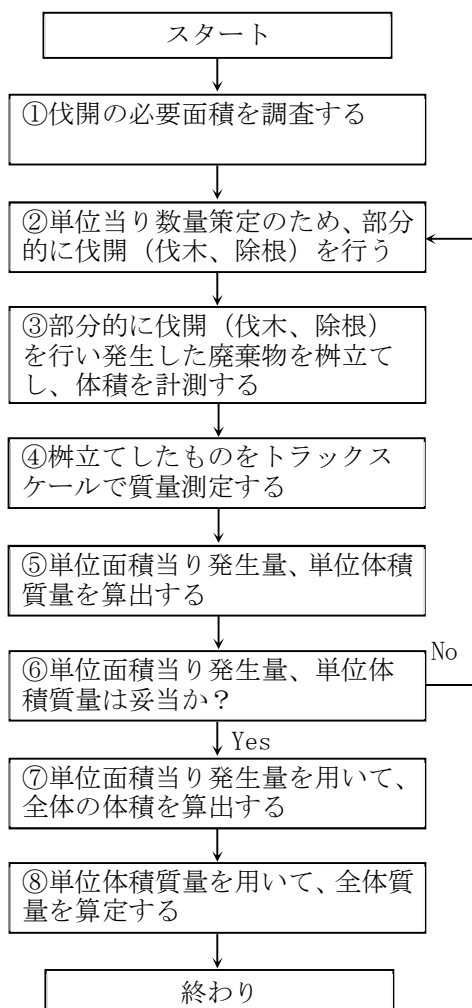 スタート
①伐開の必要面積を調査する
②単位当り数量策定のため、部分
的に伐開（伐木、除根）を行う
③部分的に伐開（伐木、除根）
を行い発生した廃棄物を桝立て
し、体積を計測する
④桝立てしたものをトラックス
ケールで質量測定する
⑤単位面積当り発生量、単位体積
質量を算出する
⑥単位面積当り発生量、単位体
積質量は妥当か？
No
Yes
⑦単位面積当り発生量を用いて、
全体の体積を算出する
⑧単位体積質量を用いて、全体質
量を算定する
終わり